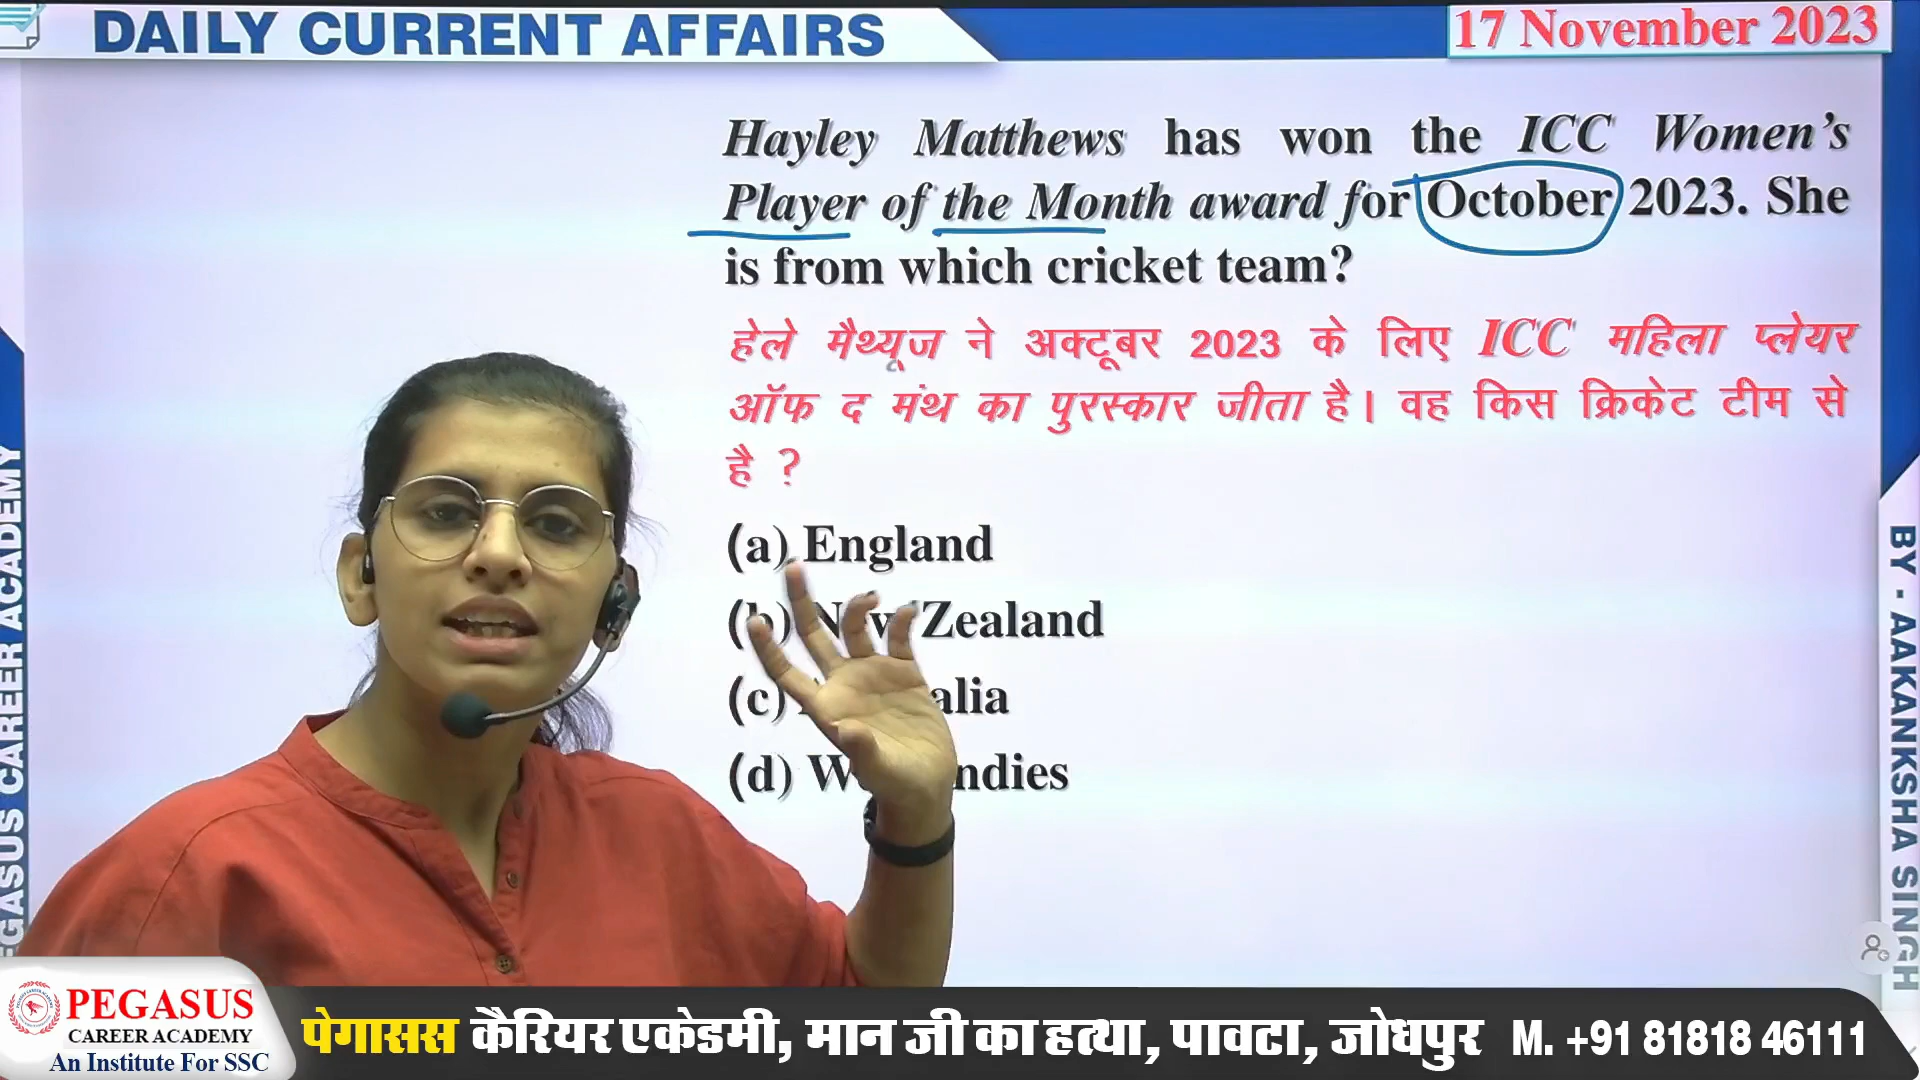 DAILY CURRENT AFFAIRS
17 November 2023
Hayley Matthews has won the ICC Women's
Player of the Month award for October 2023. She
is from which cricket team?
हेले मैथ्यूज ने अक्टूबर 2023 के लिए ICC महिला प्लेयर
ऑफ द मंथ का पुरस्कार जीता है। वह किस क्रिकेट टीम से
है ?
(a) England
(b) New Zealand
(c)
(d)
GASUS CAREER ACADEMY
BY - AAKANKSHA SINGH
PEGASUS
CAREER ACADEMY
An Institute For SSC
पेगासस कैरियर एकेडमी, मान जी का हत्था, पावटा, जोधपुर M. +91 81818 46111